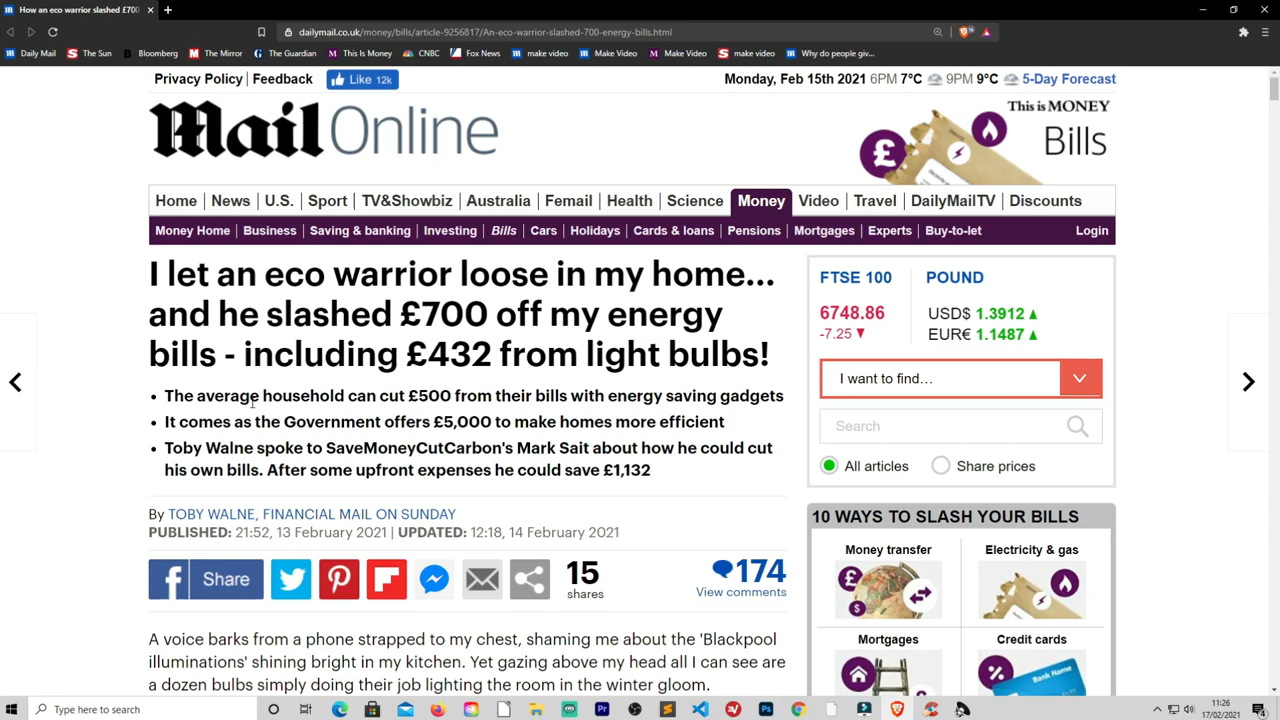 How an eco warrior slashed £700
dailymail.co.uk/money/bills/article-9256817/An-eco-warrior-slashed-700-energy-bills.html
Daily Mail The Sun Bloomberg The Mirror The Guardian This Is Money CNBC Fox News make video Make Video Make Video make video Why do people giv...
Privacy Policy | Feedback Like 12k Monday, Feb 15th 2021 6PM 7°C 9PM 9°C 5-Day Forecast
Mail Online
This is MONEY
Bills
Home News U.S. Sport TV&Showbiz Australia Femail Health Science Money Video Travel DailyMailTV Discounts
Money Home Business Saving & banking Investing Bills Cars Holidays Cards & loans Pensions Mortgages Experts Buy-to-let Login
I let an eco warrior loose in my home...
and he slashed £700 off my energy
bills - including £432 from light bulbs!
• The average household can cut £500 from their bills with energy saving gadgets
• It comes as the Government offers £5,000 to make homes more efficient
• Toby Walne spoke to SaveMoneyCutCarbon's Mark Sait about how he could cut
his own bills. After some upfront expenses he could save £1,132
By TOBY WALNE, FINANCIAL MAIL ON SUNDAY
PUBLISHED: 21:52, 13 February 2021 | UPDATED: 12:18, 14 February 2021
Share
15
shares
174
View comments
A voice barks from a phone strapped to my chest, shaming me about the 'Blackpool
illuminations' shining bright in my kitchen. Yet gazing above my head all I can see are
a dozen bulbs simply doing their job lighting the room in the winter gloom.
FTSE 100 POUND
6748.86 USD$ 1.3912
-7.25 EUR€ 1.1487
I want to find...
Search
All articles Share prices
10 WAYS TO SLASH YOUR BILLS
Money transfer Electricity & gas
Mortgages Credit cards
Bank Name
Type here to search
11:26
17/02/2021
4